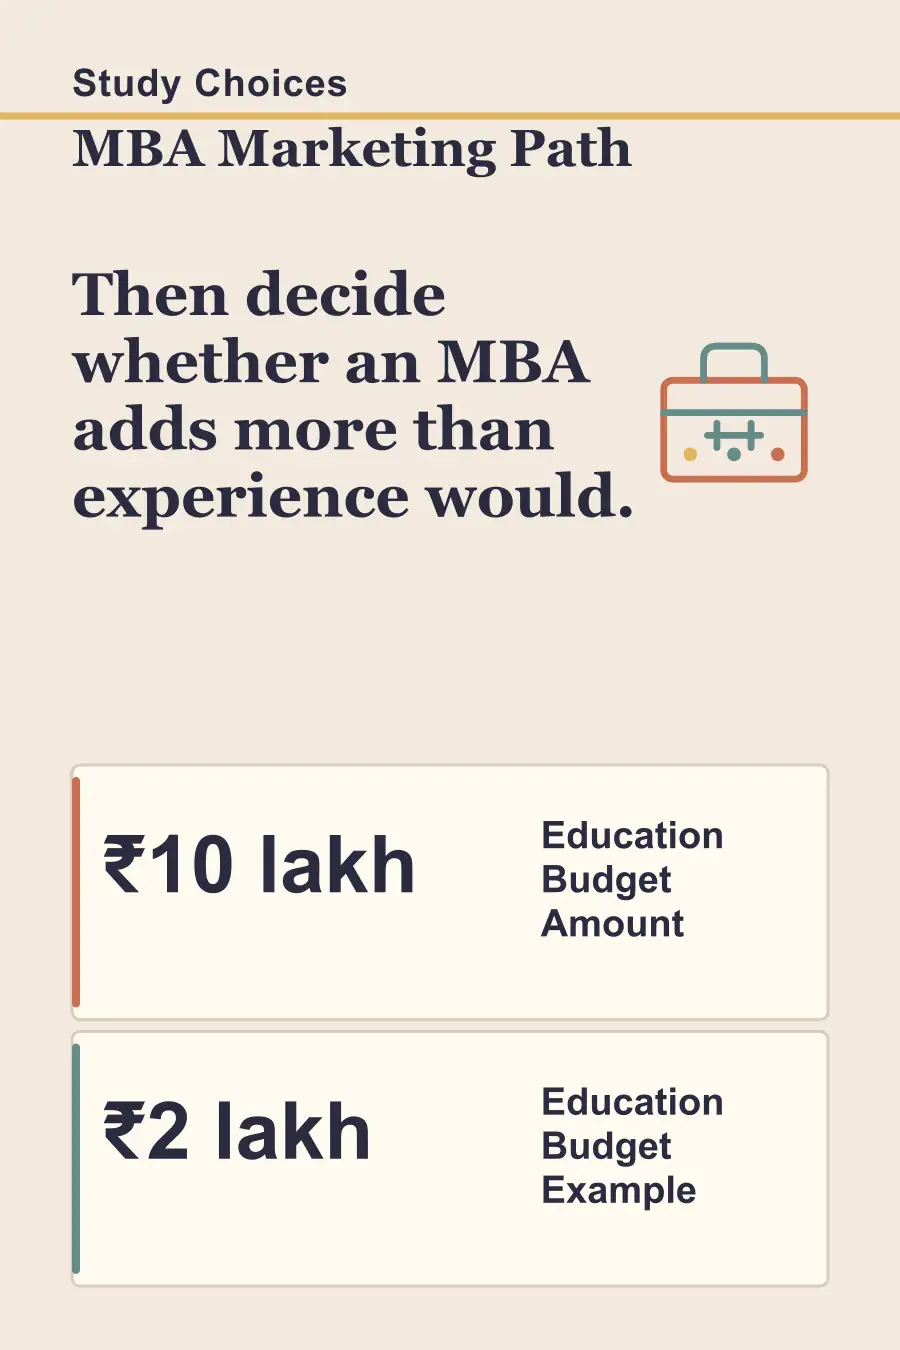 Study Choices
MBA Marketing Path
Then decide
whether an MBA
adds more than
experience would.
₹10 lakh
Education
Budget
Amount
₹2 lakh
Education
Budget
Example